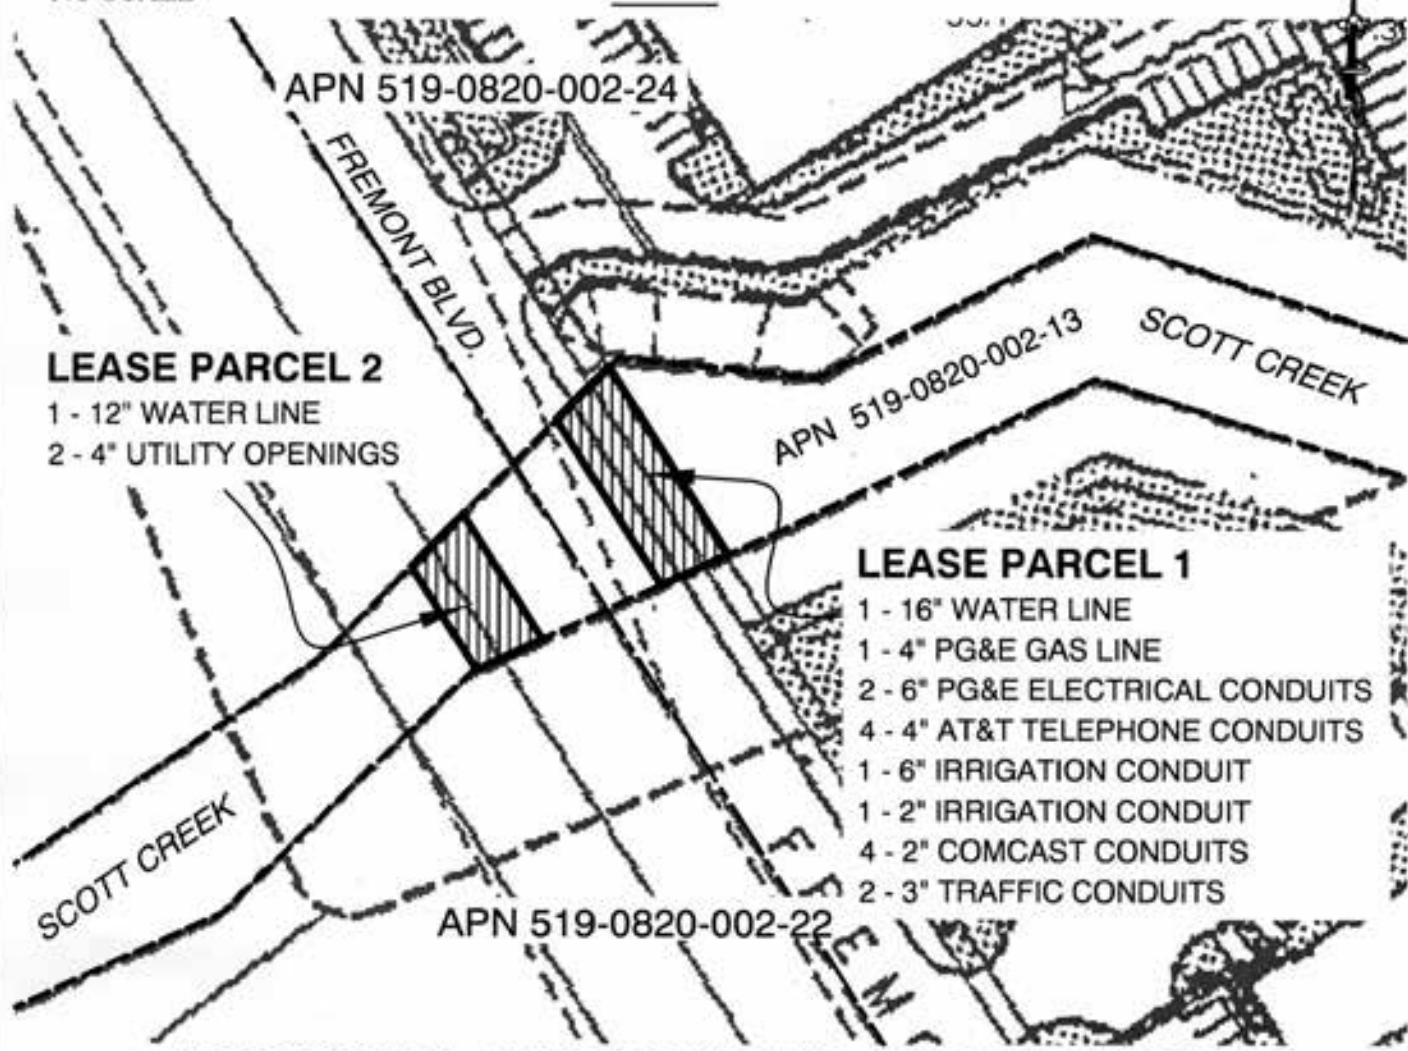 APN 519-0820-002-24
FREMONT BLVD.
LEASE PARCEL 2
1 - 12" WATER LINE
2 - 4" UTILITY OPENINGS
APN 519-0820-002-13
SCOTT CREEK
LEASE PARCEL 1
1 - 16" WATER LINE
1 - 4" PG&E GAS LINE
2 - 6" PG&E ELECTRICAL CONDUITS
4 - 4" AT&T TELEPHONE CONDUITS
1 - 6" IRRIGATION CONDUIT
1 - 2" IRRIGATION CONDUIT
4 - 2" COMCAST CONDUITS
2 - 3" TRAFFIC CONDUITS
SCOTT CREEK
APN 519-0820-002-22